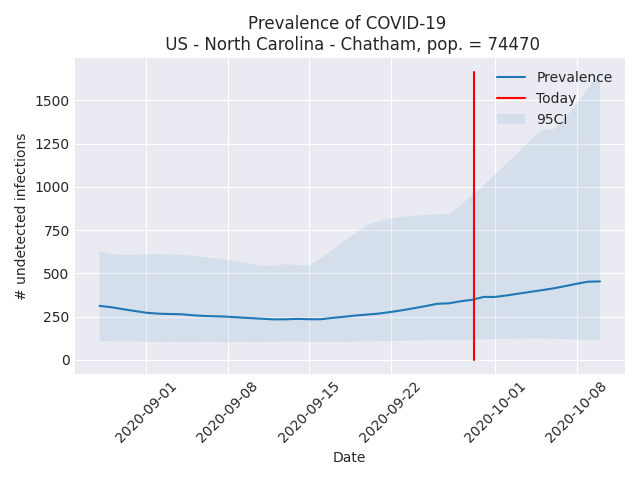 Prevalence of COVID-19
US - North Carolina - Chatham, pop. = 74470
Prevalence
Today
95CI
# undetected infections
1500
1250
1000
750
500
250
0
2020-09-01
2020-09-08
2020-09-15
2020-09-22
2020-10-01
2020-10-08
Date